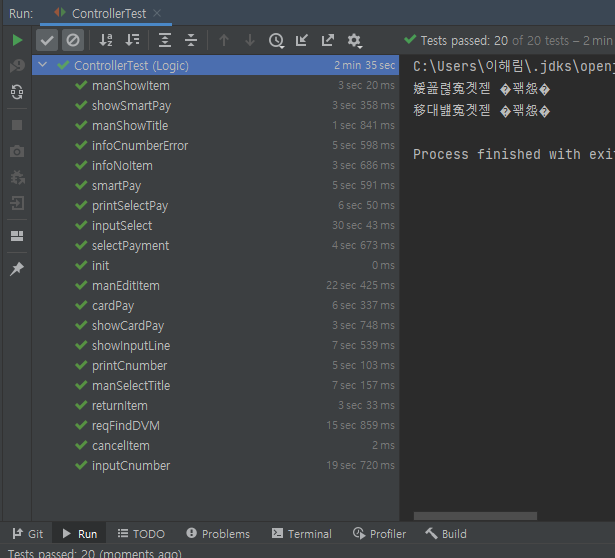 Run: ControllerTest
Tests passed: 20 of 20 tests – 2 min
ControllerTest (Logic) 2 min 35 sec
manShowItem 3 sec 20 ms
showSmartPay 3 sec 358 ms
manShowTitle 1 sec 841 ms
infoCnumberError 5 sec 598 ms
infoNoItem 3 sec 686 ms
smartPay 5 sec 591 ms
printSelectPay 6 sec 50 ms
inputSelect 30 sec 43 ms
selectPayment 4 sec 673 ms
init 0 ms
manEditItem 22 sec 425 ms
cardPay 6 sec 337 ms
showCardPay 3 sec 748 ms
showInputLine 7 sec 539 ms
printCnumber 5 sec 103 ms
manSelectTitle 7 sec 157 ms
returnItem 3 sec 33 ms
reqFindDVM 15 sec 859 ms
cancelItem 2 ms
inputCnumber 19 sec 720 ms
C:\Users\이해림\.jdks\openj
Process finished with exi
Git Run TODO Problems Terminal Profiler Build
Tests passed: 20 (moments ago)